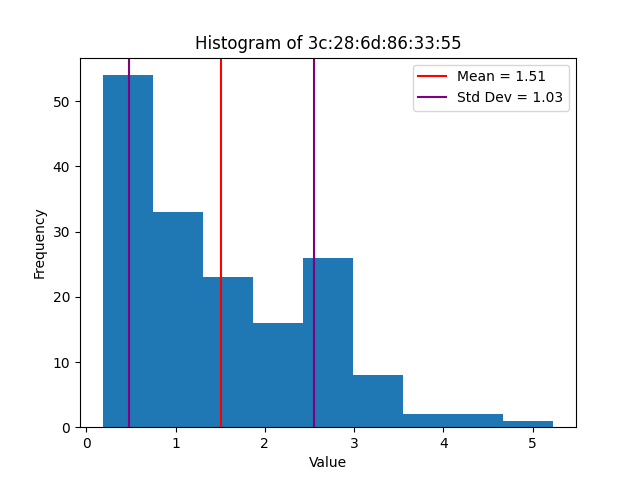 Histogram of 3c:28:6d:86:33:55
Mean = 1.51
Std Dev = 1.03
50
40
30
20
10
0
Frequency
0 1 2 3 4 5
Value